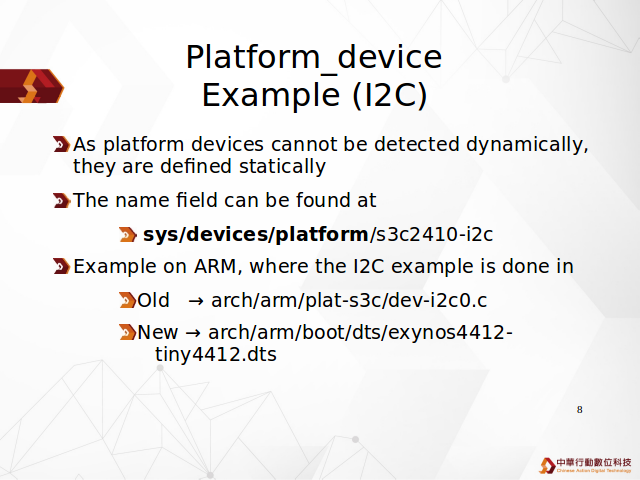 Platform_device
Example (I2C)
As platform devices cannot be detected dynamically,
they are defined statically
The name field can be found at
sys/devices/platform/s3c2410-i2c
Example on ARM, where the I2C example is done in
Old → arch/arm/plat-s3c/dev-i2c0.c
New → arch/arm/boot/dts/exynos4412-
tiny4412.dts
8
中華行動數位科技
Chinese Action Digital Technology